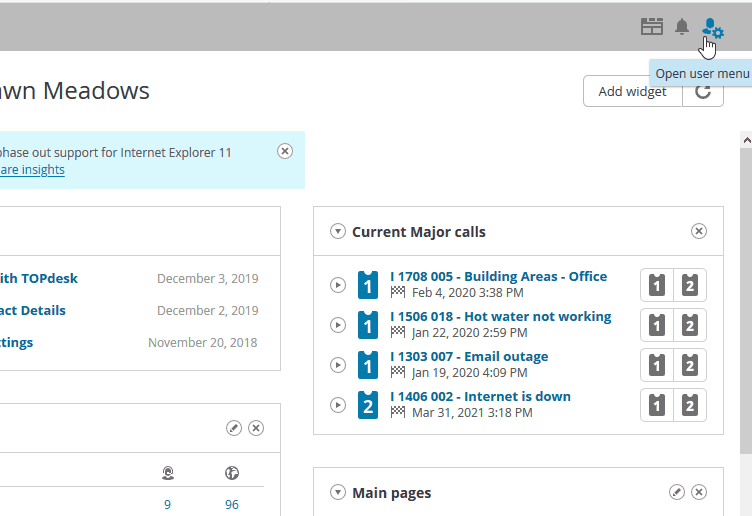 Open user menu
awn Meadows
Add widget
phase out support for Internet Explorer 11
are insights
ith TOPdesk December 3, 2019
act Details December 2, 2019
ttings November 20, 2018
9 96
Current Major calls
1 I 1708 005 - Building Areas - Office 1 2
Feb 4, 2020 3:38 PM
1 I 1506 018 - Hot water not working 1 2
Jan 22, 2020 2:59 PM
1 I 1303 007 - Email outage 1 2
Jan 19, 2020 4:09 PM
2 I 1406 002 - Internet is down 1 2
Mar 31, 2021 3:18 PM
Main pages